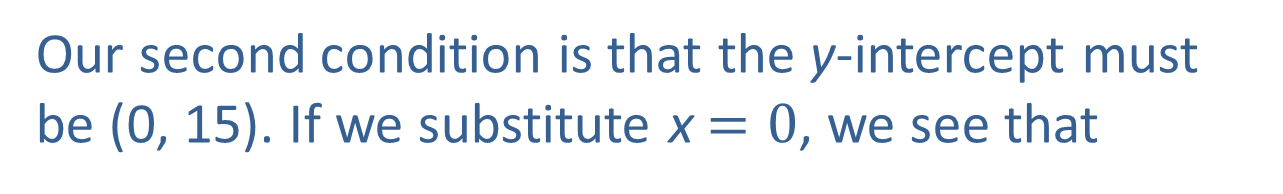 Our second condition is that the y-intercept must
be (0, 15). If we substitute x = 0, we see that